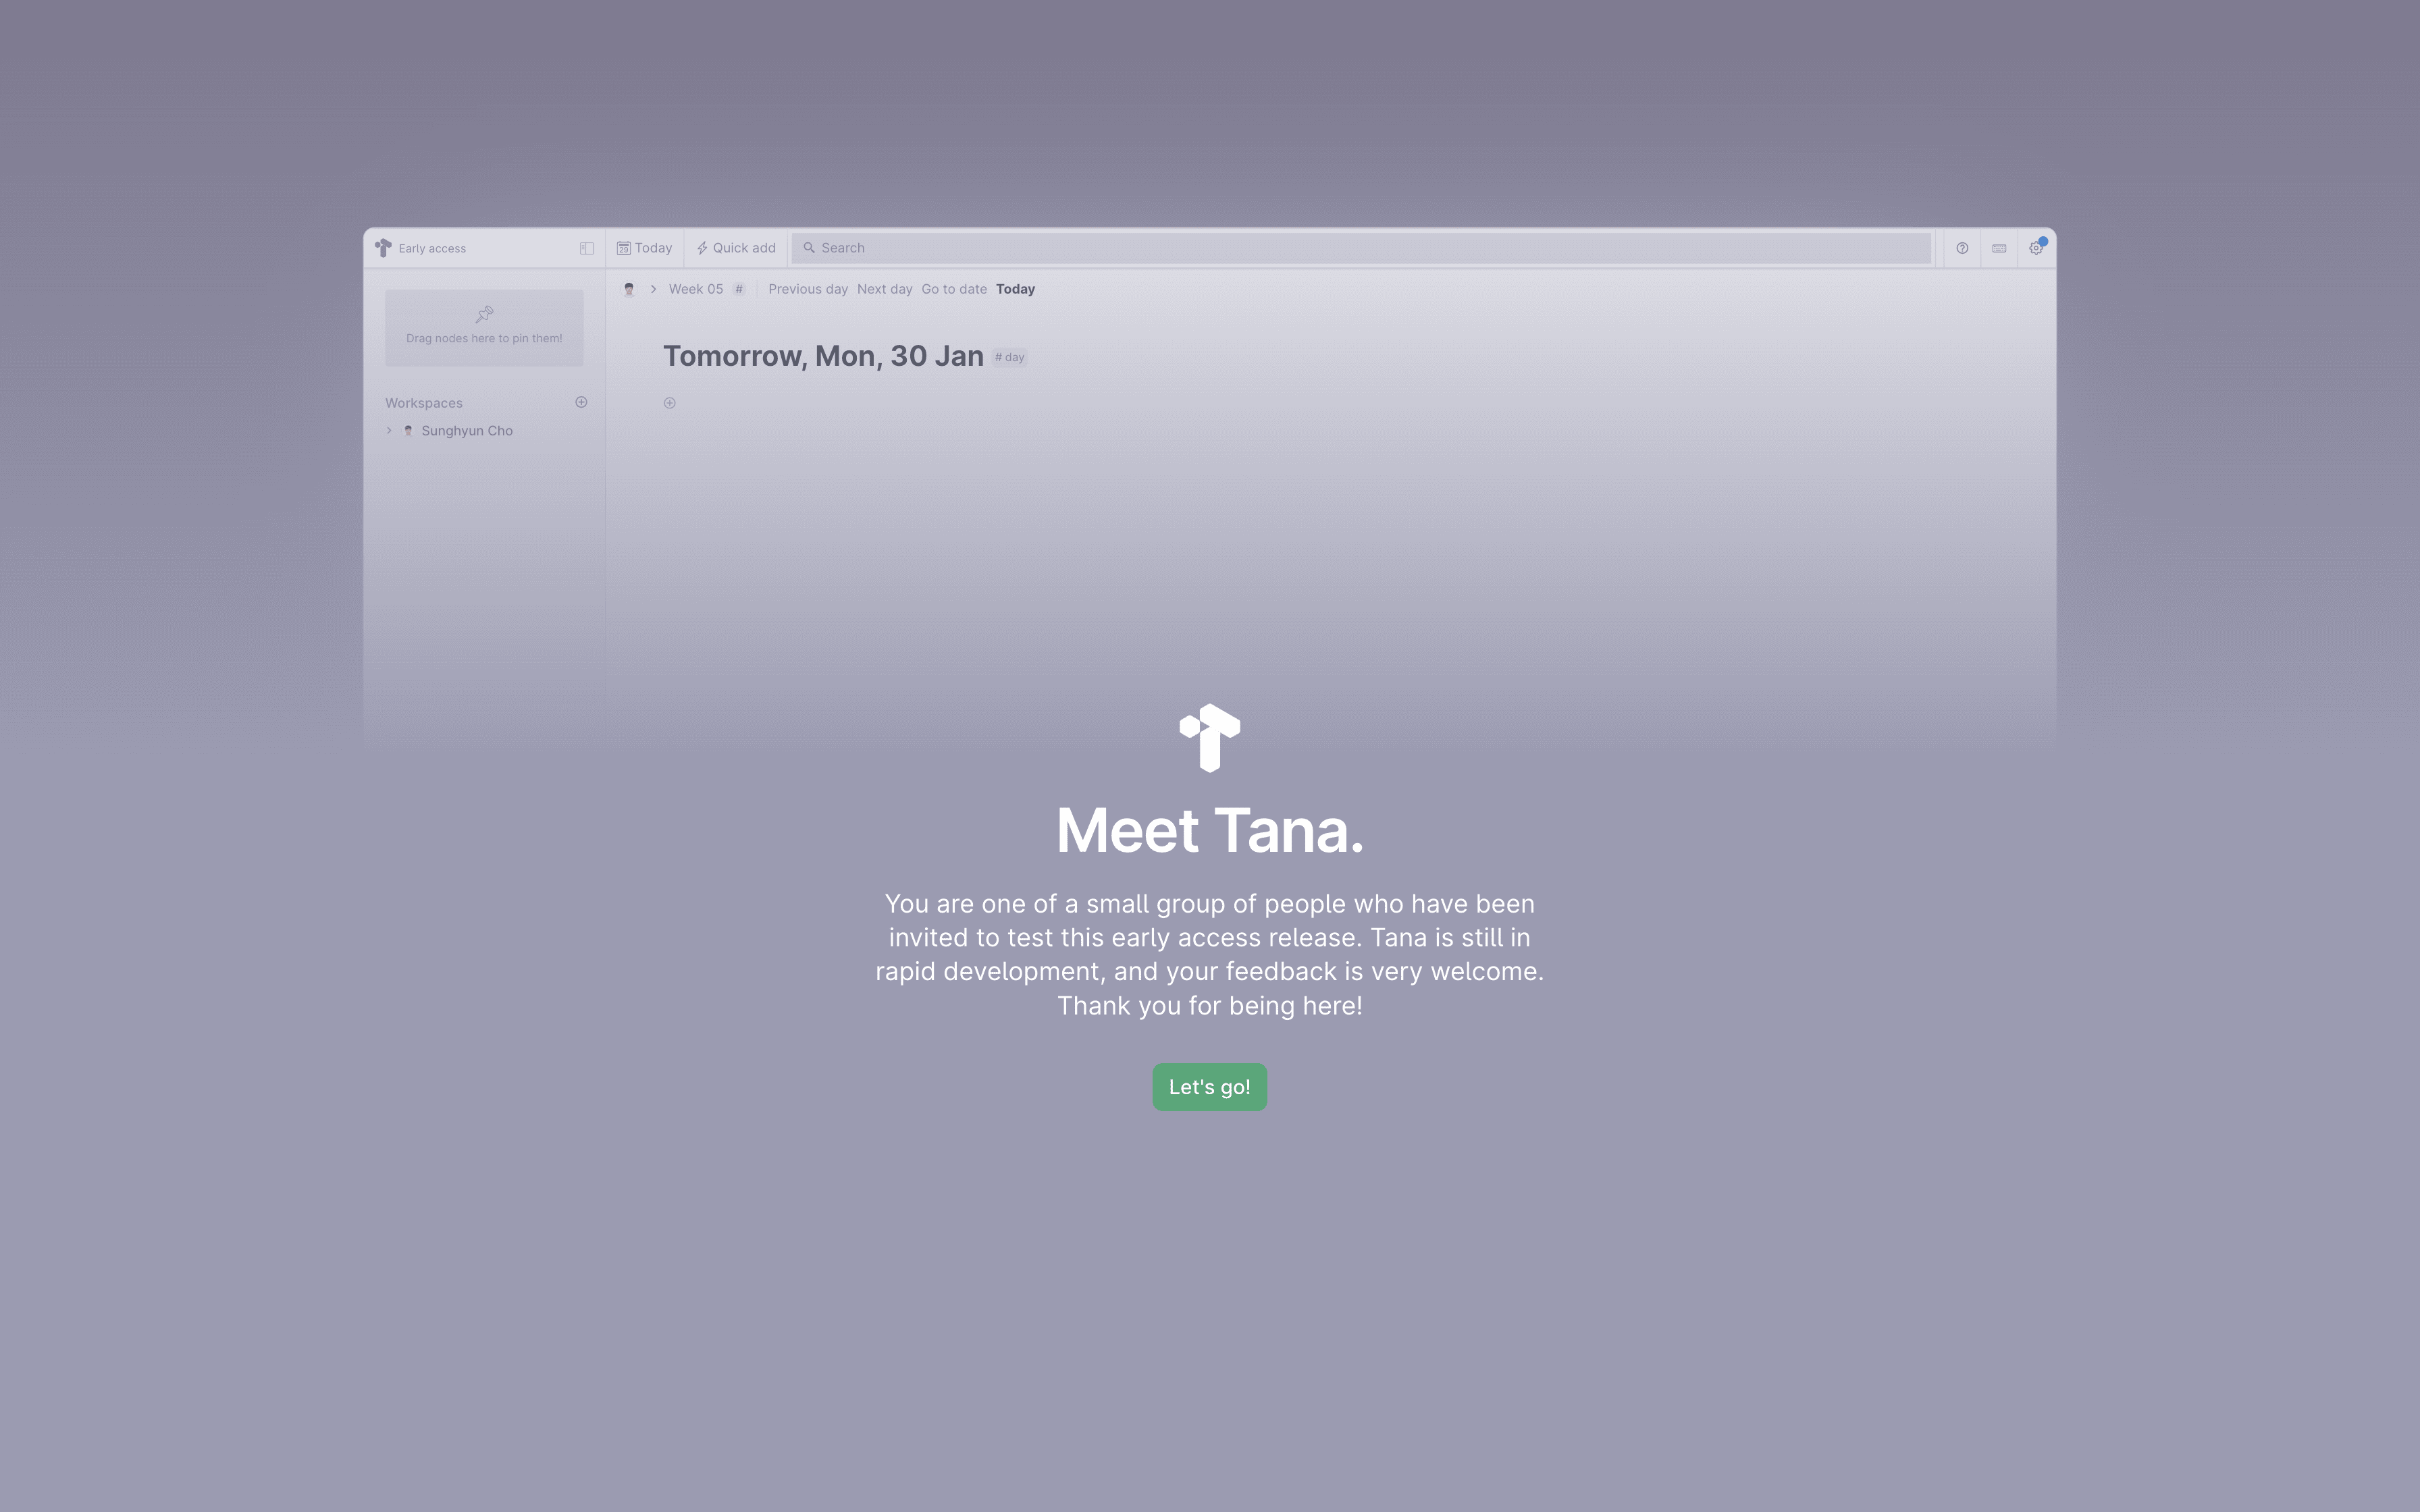 Early access
29 Today
Quick add
Search
Week 05 # Previous day Next day Go to date Today
Drag nodes here to pin them!
Tomorrow, Mon, 30 Jan # day
Workspaces
Sunghyun Cho
Meet Tana.
You are one of a small group of people who have been
invited to test this early access release. Tana is still in
rapid development, and your feedback is very welcome.
Thank you for being here!
Let's go!